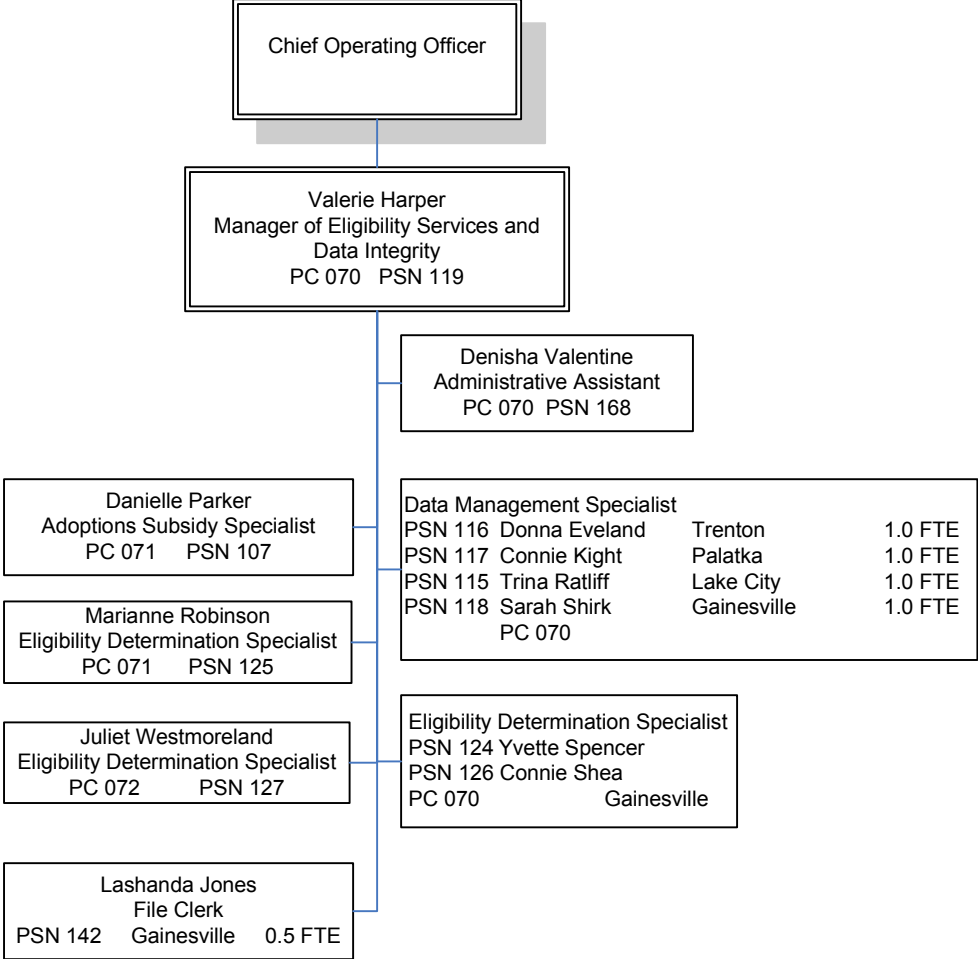 Chief Operating Officer
Valerie Harper
Manager of Eligibility Services and
Data Integrity
PC 070 PSN 119
Denisha Valentine
Administrative Assistant
PC 070 PSN 168
Danielle Parker
Adoptions Subsidy Specialist
PC 071 PSN 107
Data Management Specialist
PSN 116 Donna Eveland Trenton 1.0 FTE
PSN 117 Connie Kight Palatka 1.0 FTE
PSN 115 Trina Ratliff Lake City 1.0 FTE
PSN 118 Sarah Shirk Gainesville 1.0 FTE
PC 070
Marianne Robinson
Eligibility Determination Specialist
PC 071 PSN 125
Juliet Westmoreland
Eligibility Determination Specialist
PC 072 PSN 127
Eligibility Determination Specialist
PSN 124 Yvette Spencer
PSN 126 Connie Shea
PC 070 Gainesville
Lashanda Jones
File Clerk
PSN 142 Gainesville 0.5 FTE